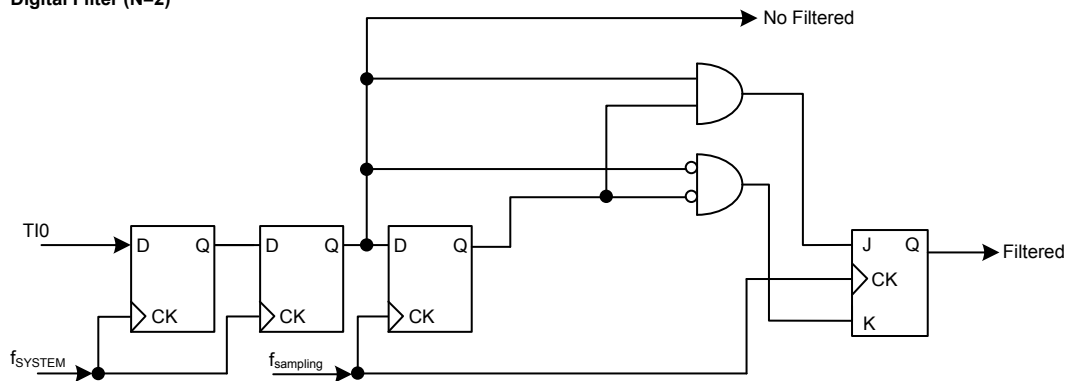 Digital Filter (N=2)
No Filtered
TI0
D Q
D Q
D Q
J Q
Filtered
CK
CK
CK
CK
K
fSYSTEM
fsampling